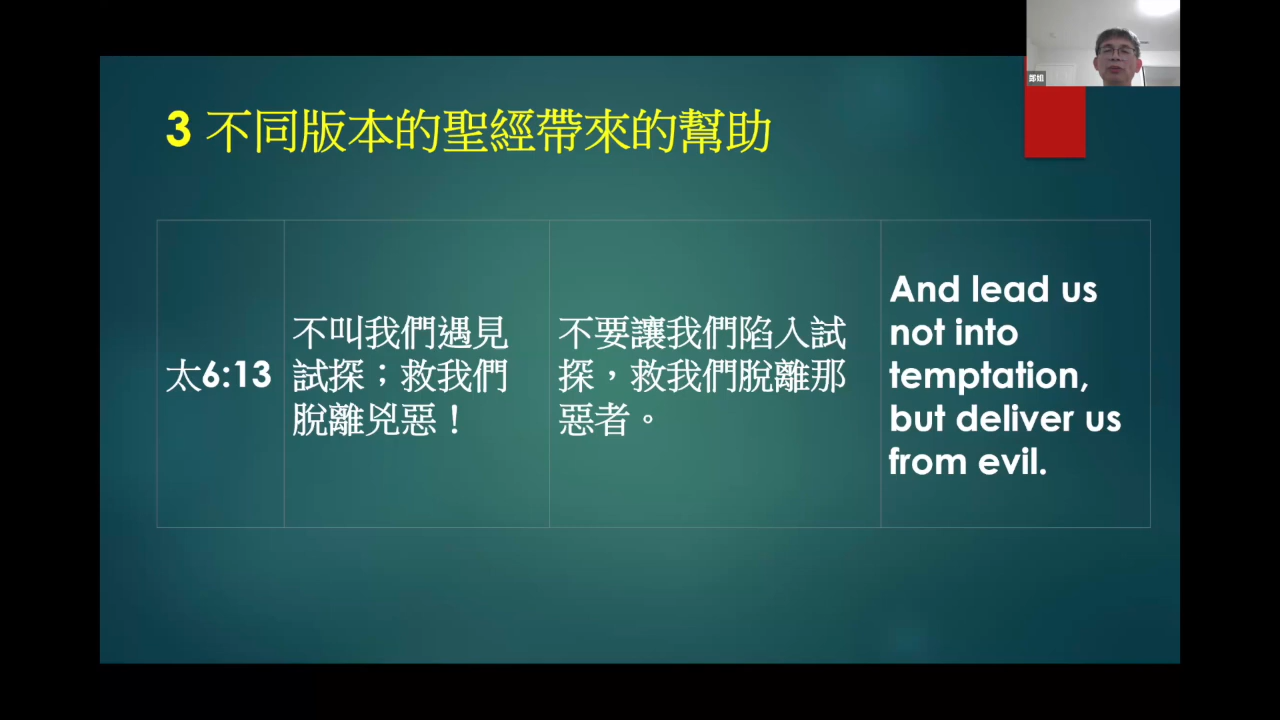 3 不同版本的聖經帶來的幫助
太6:13
不叫我們遇見
試探；救我們
脫離兇惡！
不要讓我們陷入試
探，救我們脫離那
惡者。
And lead us
not into
temptation,
but deliver us
from evil.